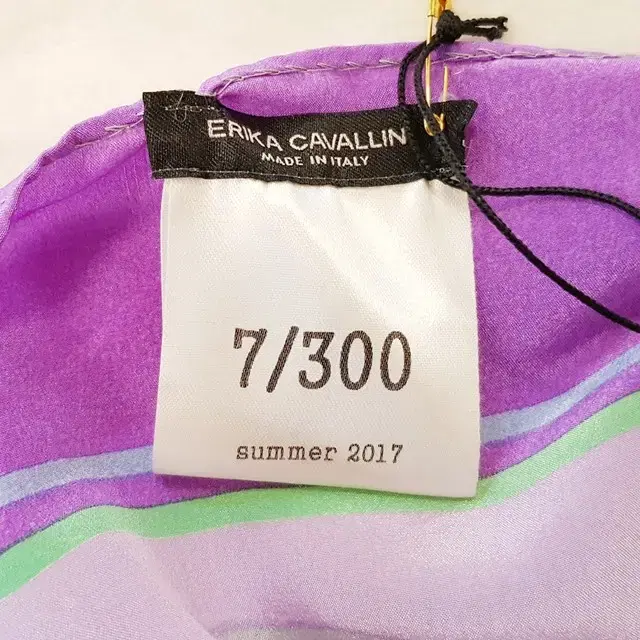 ERIKA CAVALLIN
MADE IN ITALY
7/300
summer 2017